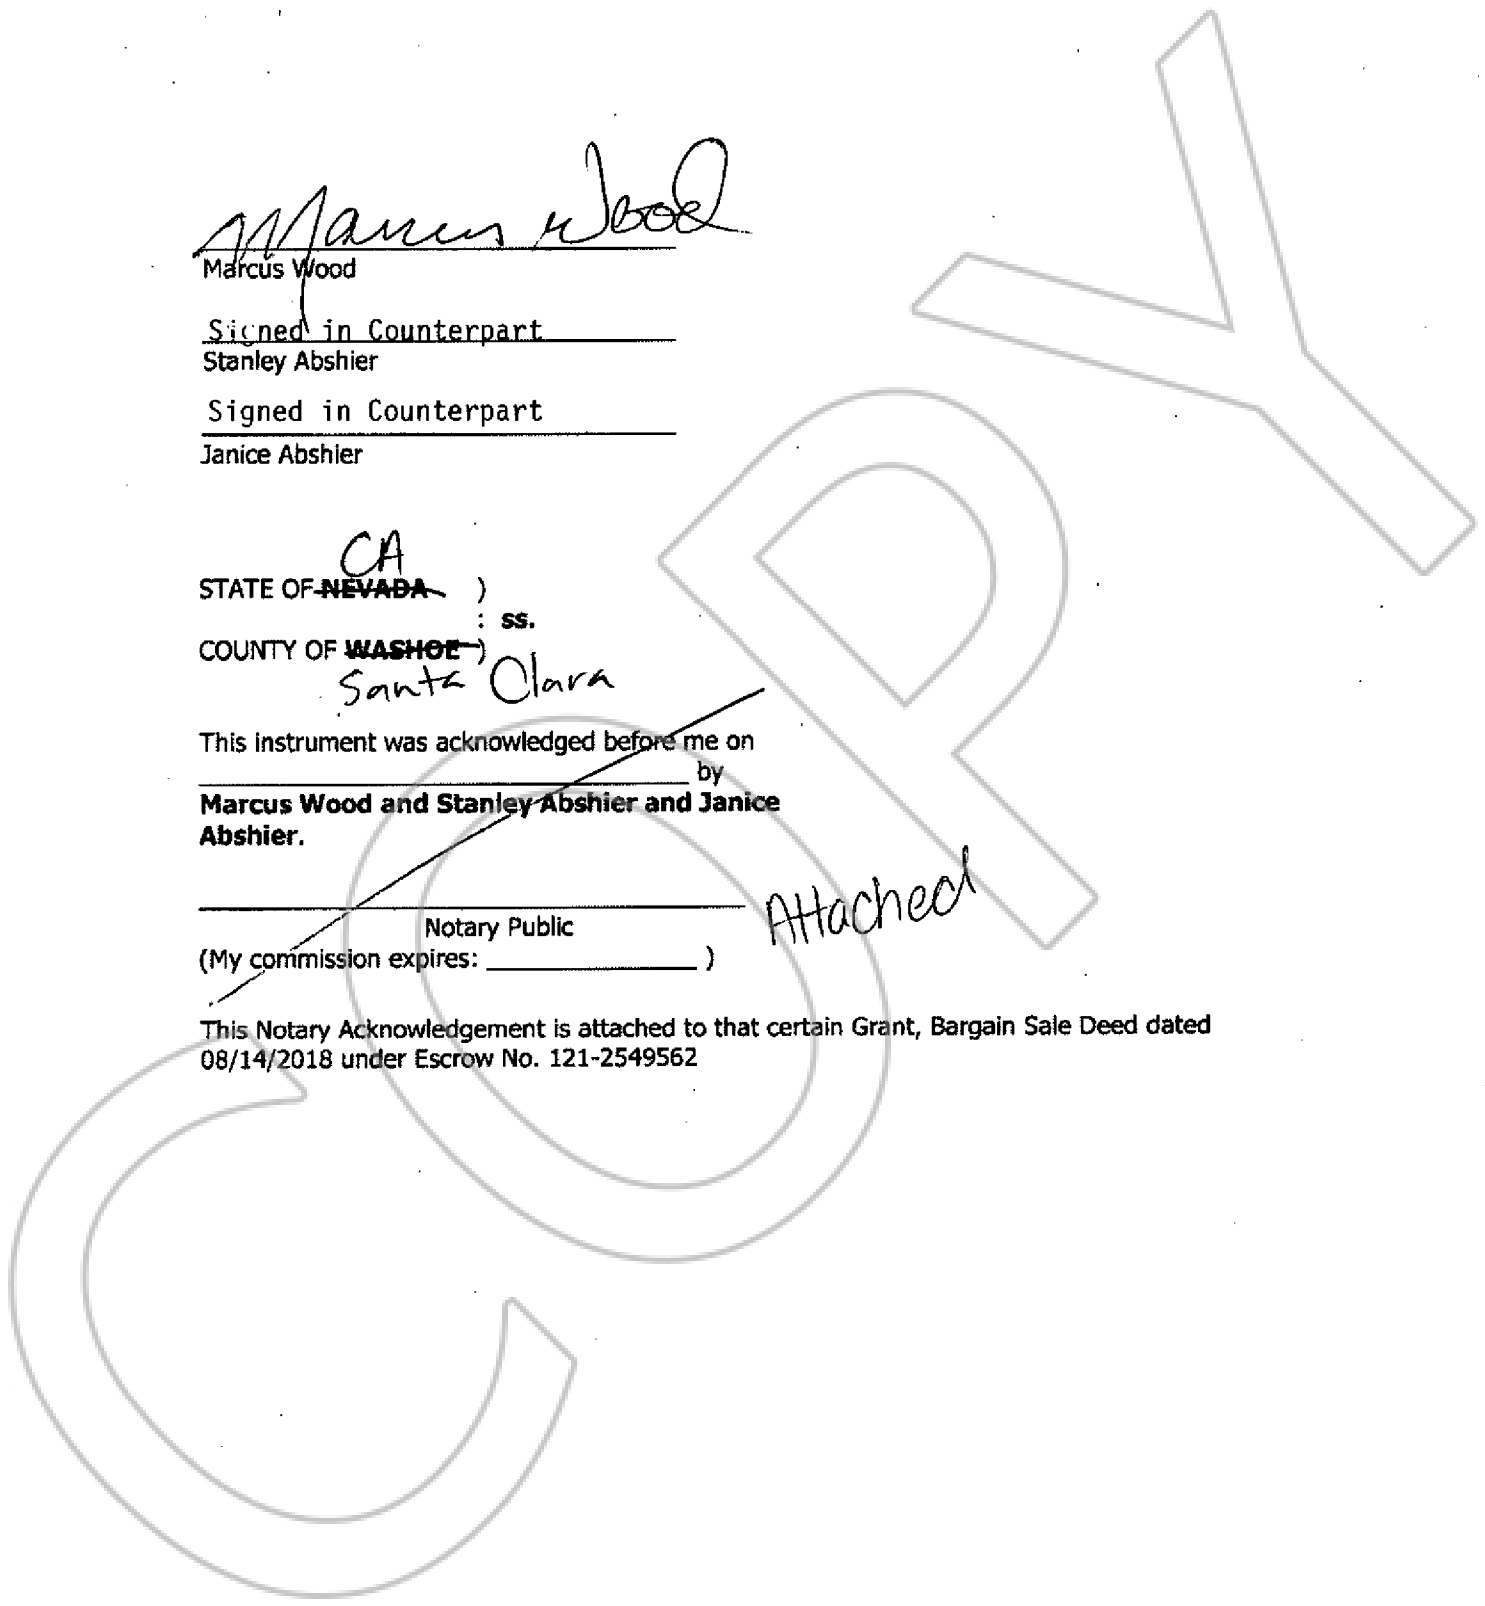 Marcus Wood
Marcus Wood
Signed in Counterpart
Stanley Abshier
Signed in Counterpart
Janice Abshier
CA
STATE OF NEVADA )
: ss.
COUNTY OF WASHOE )
Santa Clara
This instrument was acknowledged before me on
by
Marcus Wood and Stanley Abshier and Janice
Abshier.
Attached
Notary Public
(My commission expires: )
This Notary Acknowledgement is attached to that certain Grant, Bargain Sale Deed dated
08/14/2018 under Escrow No. 121-2549562
COPY